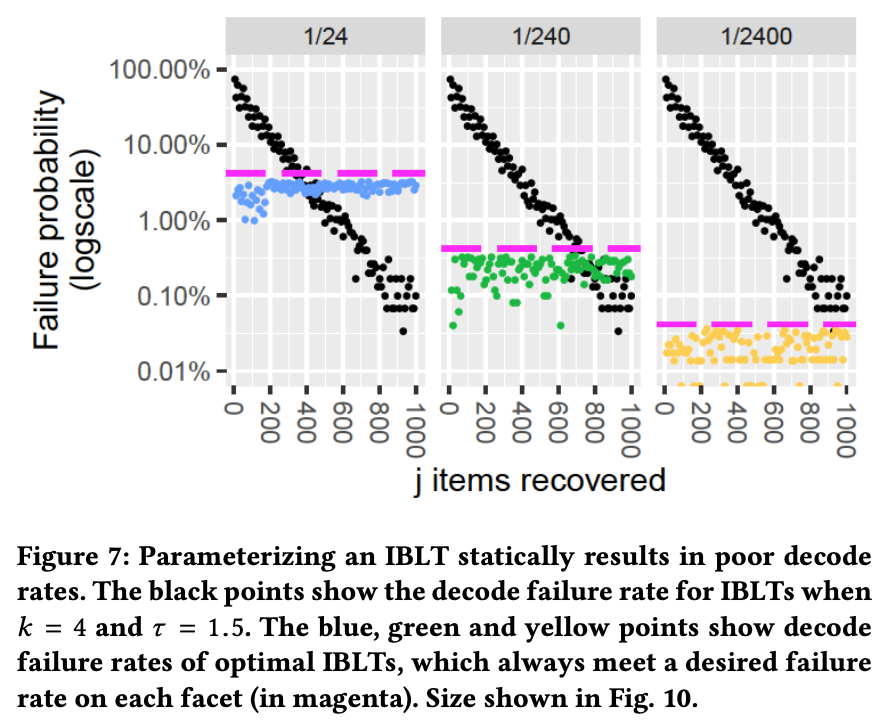 1/24 1/240 1/2400
Failure probability
(logscale)
100.00%
10.00%
1.00%
0.10%
0.01%
0 200 400 600 800 1000 0 200 400 600 800 1000 0 200 400 600 800 1000
j items recovered
Figure 7: Parameterizing an IBLT statically results in poor decode
rates. The black points show the decode failure rate for IBLTs when
k = 4 and τ = 1.5. The blue, green and yellow points show decode
failure rates of optimal IBLTs, which always meet a desired failure
rate on each facet (in magenta). Size shown in Fig. 10.